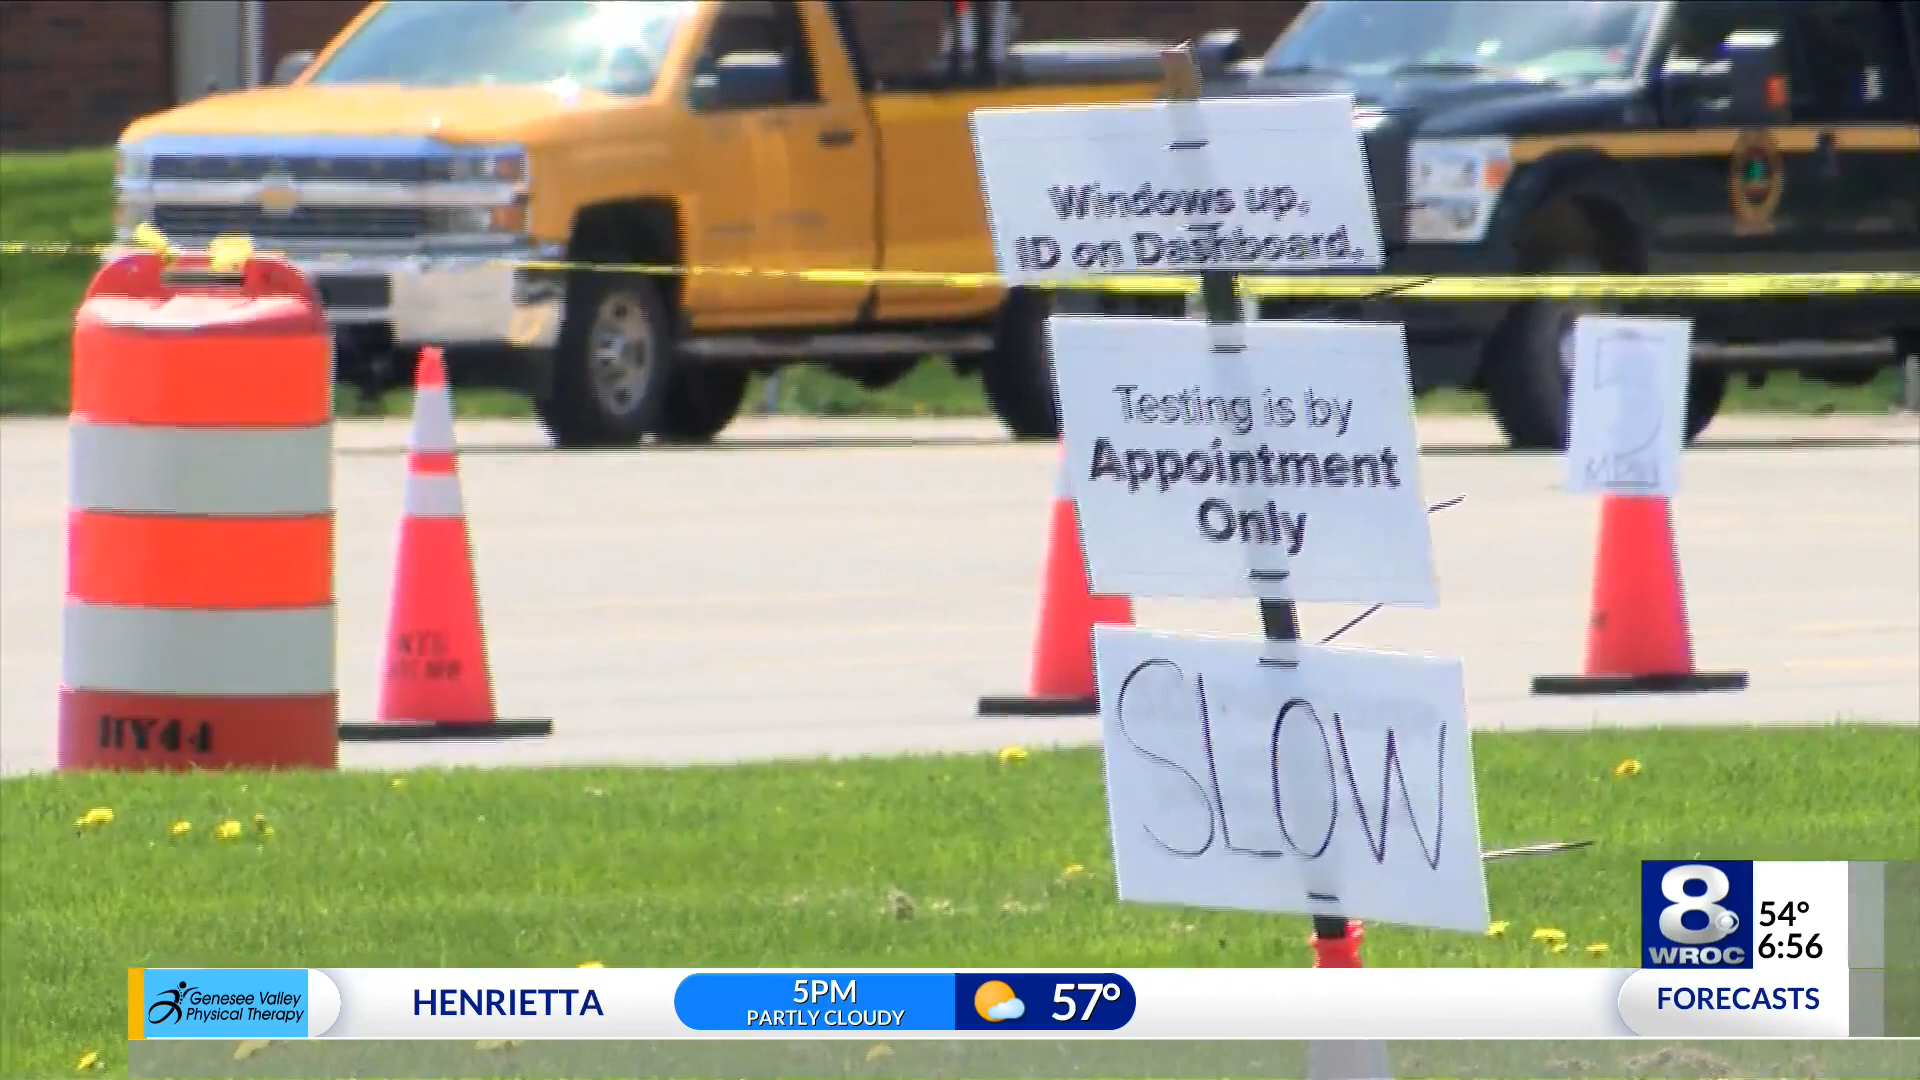 Windows up.
ID on Dashboard.
Testing is by
Appointment
Only
SLOW
NY44
8
WROC
54°
6:56
Genesee Valley
Physical Therapy
HENRIETTA
5PM
PARTLY CLOUDY
57°
FORECASTS